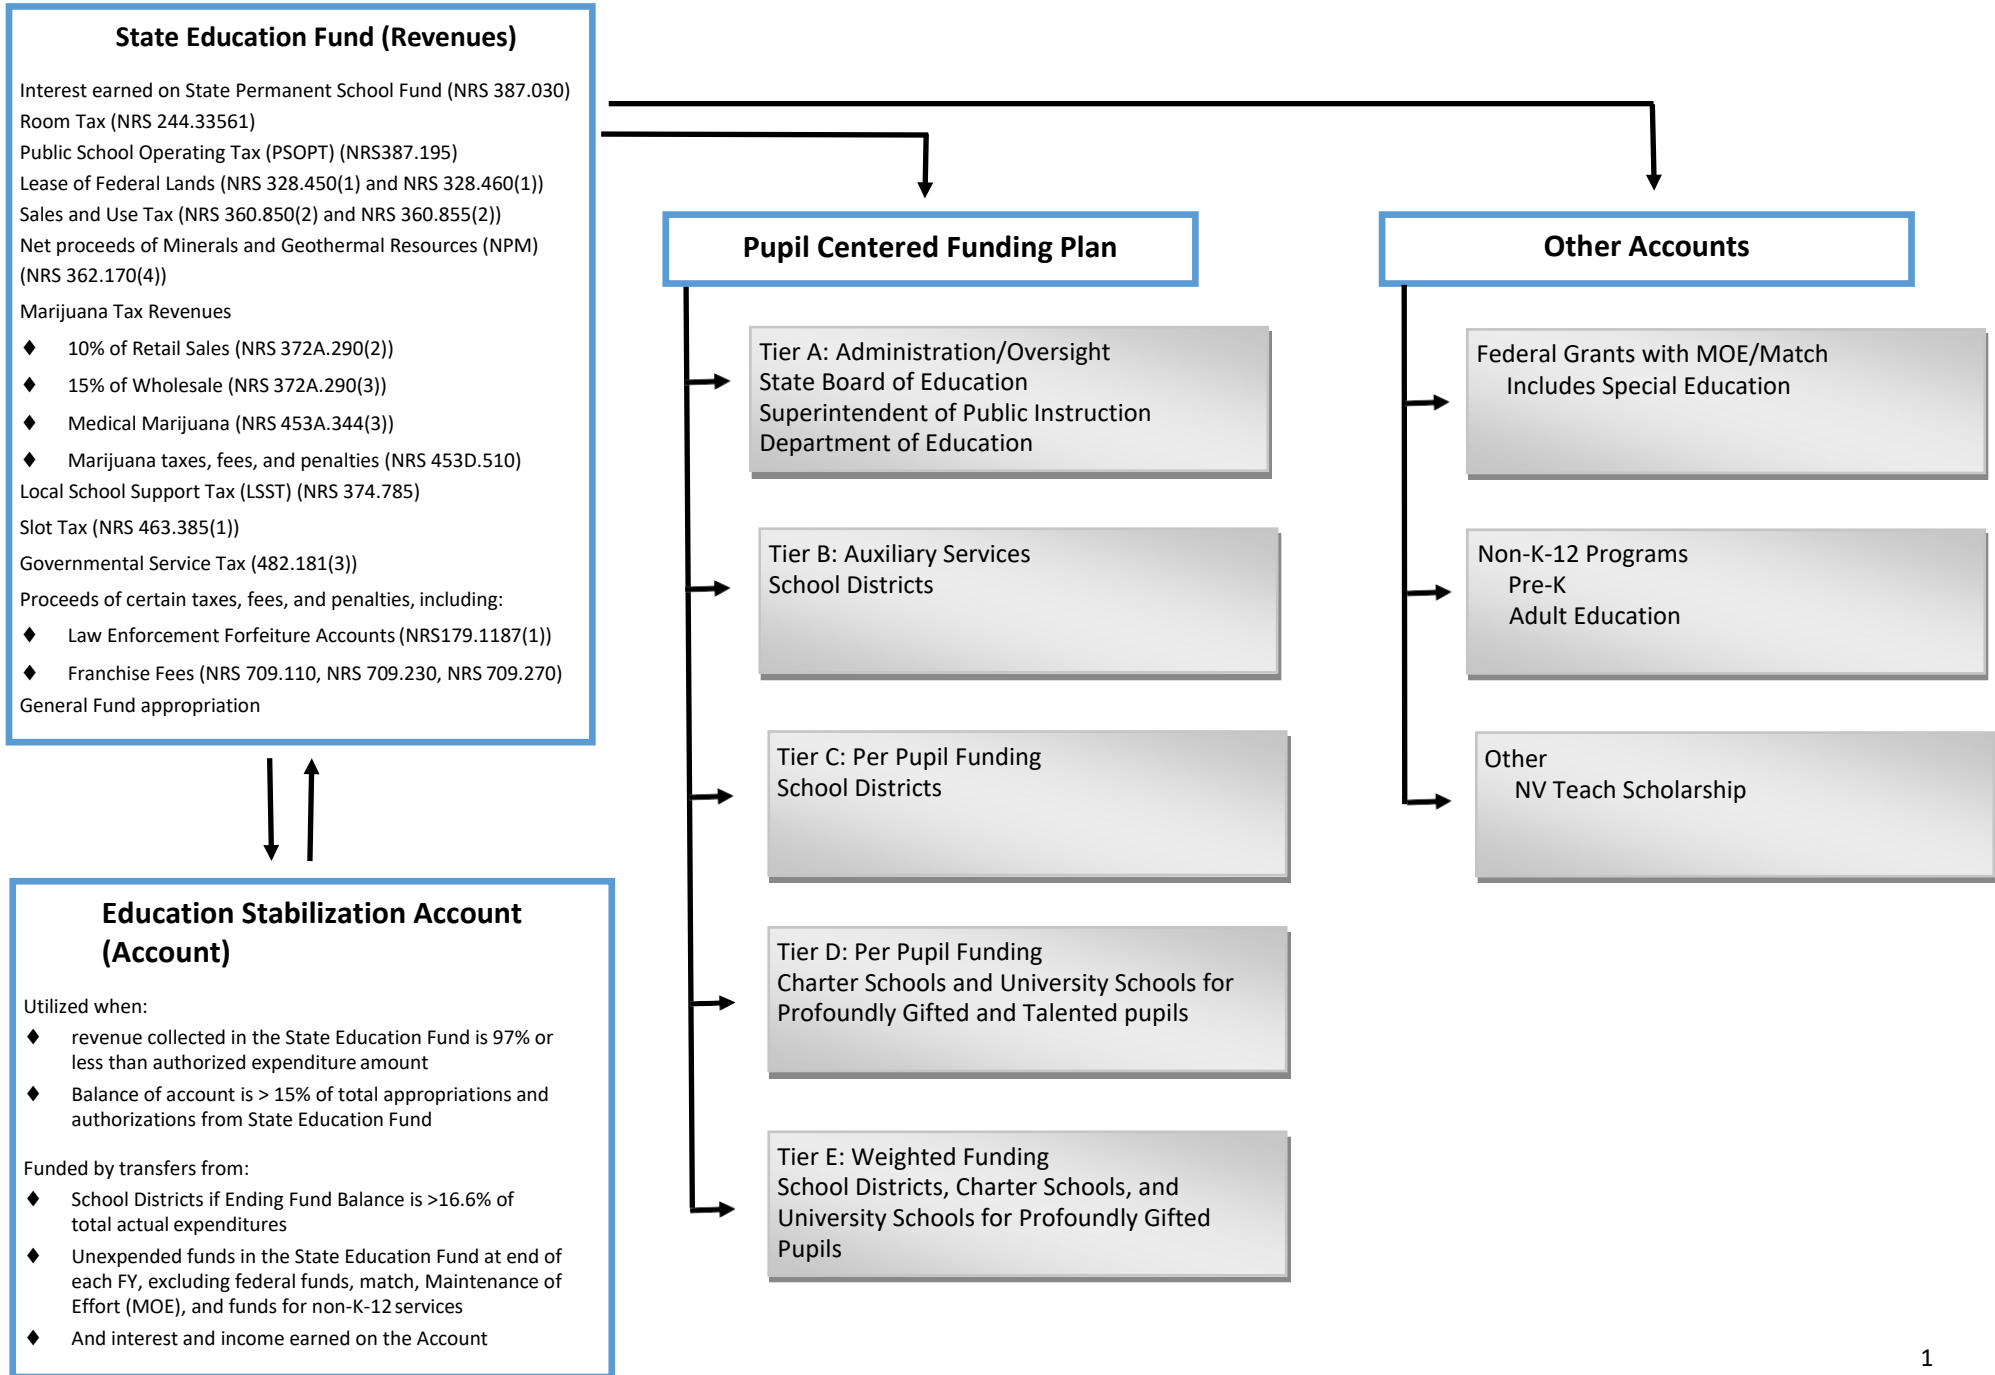 State Education Fund (Revenues)
Interest earned on State Permanent School Fund (NRS 387.030)
Room Tax (NRS 244.33561)
Public School Operating Tax (PSOPT) (NRS387.195)
Lease of Federal Lands (NRS 328.450(1) and NRS 328.460(1))
Sales and Use Tax (NRS 360.850(2) and NRS 360.855(2))
Net proceeds of Minerals and Geothermal Resources (NPM)
(NRS 362.170(4))
Marijuana Tax Revenues
♦ 10% of Retail Sales (NRS 372A.290(2))
♦ 15% of Wholesale (NRS 372A.290(3))
♦ Medical Marijuana (NRS 453A.344(3))
♦ Marijuana taxes, fees, and penalties (NRS 453D.510)
Local School Support Tax (LSST) (NRS 374.785)
Slot Tax (NRS 463.385(1))
Governmental Service Tax (482.181(3))
Proceeds of certain taxes, fees, and penalties, including:
♦ Law Enforcement Forfeiture Accounts (NRS179.1187(1))
♦ Franchise Fees (NRS 709.110, NRS 709.230, NRS 709.270)
General Fund appropriation
Education Stabilization Account
(Account)
Utilized when:
♦ revenue collected in the State Education Fund is 97% or
less than authorized expenditure amount
♦ Balance of account is > 15% of total appropriations and
authorizations from State Education Fund
Funded by transfers from:
♦ School Districts if Ending Fund Balance is >16.6% of
total actual expenditures
♦ Unexpended funds in the State Education Fund at end of
each FY, excluding federal funds, match, Maintenance of
Effort (MOE), and funds for non-K-12 services
♦ And interest and income earned on the Account
Pupil Centered Funding Plan
Tier A: Administration/Oversight
State Board of Education
Superintendent of Public Instruction
Department of Education
Tier B: Auxiliary Services
School Districts
Tier C: Per Pupil Funding
School Districts
Tier D: Per Pupil Funding
Charter Schools and University Schools for
Profoundly Gifted and Talented pupils
Tier E: Weighted Funding
School Districts, Charter Schools, and
University Schools for Profoundly Gifted
Pupils
Other Accounts
Federal Grants with MOE/Match
Includes Special Education
Non-K-12 Programs
Pre-K
Adult Education
Other
NV Teach Scholarship
1